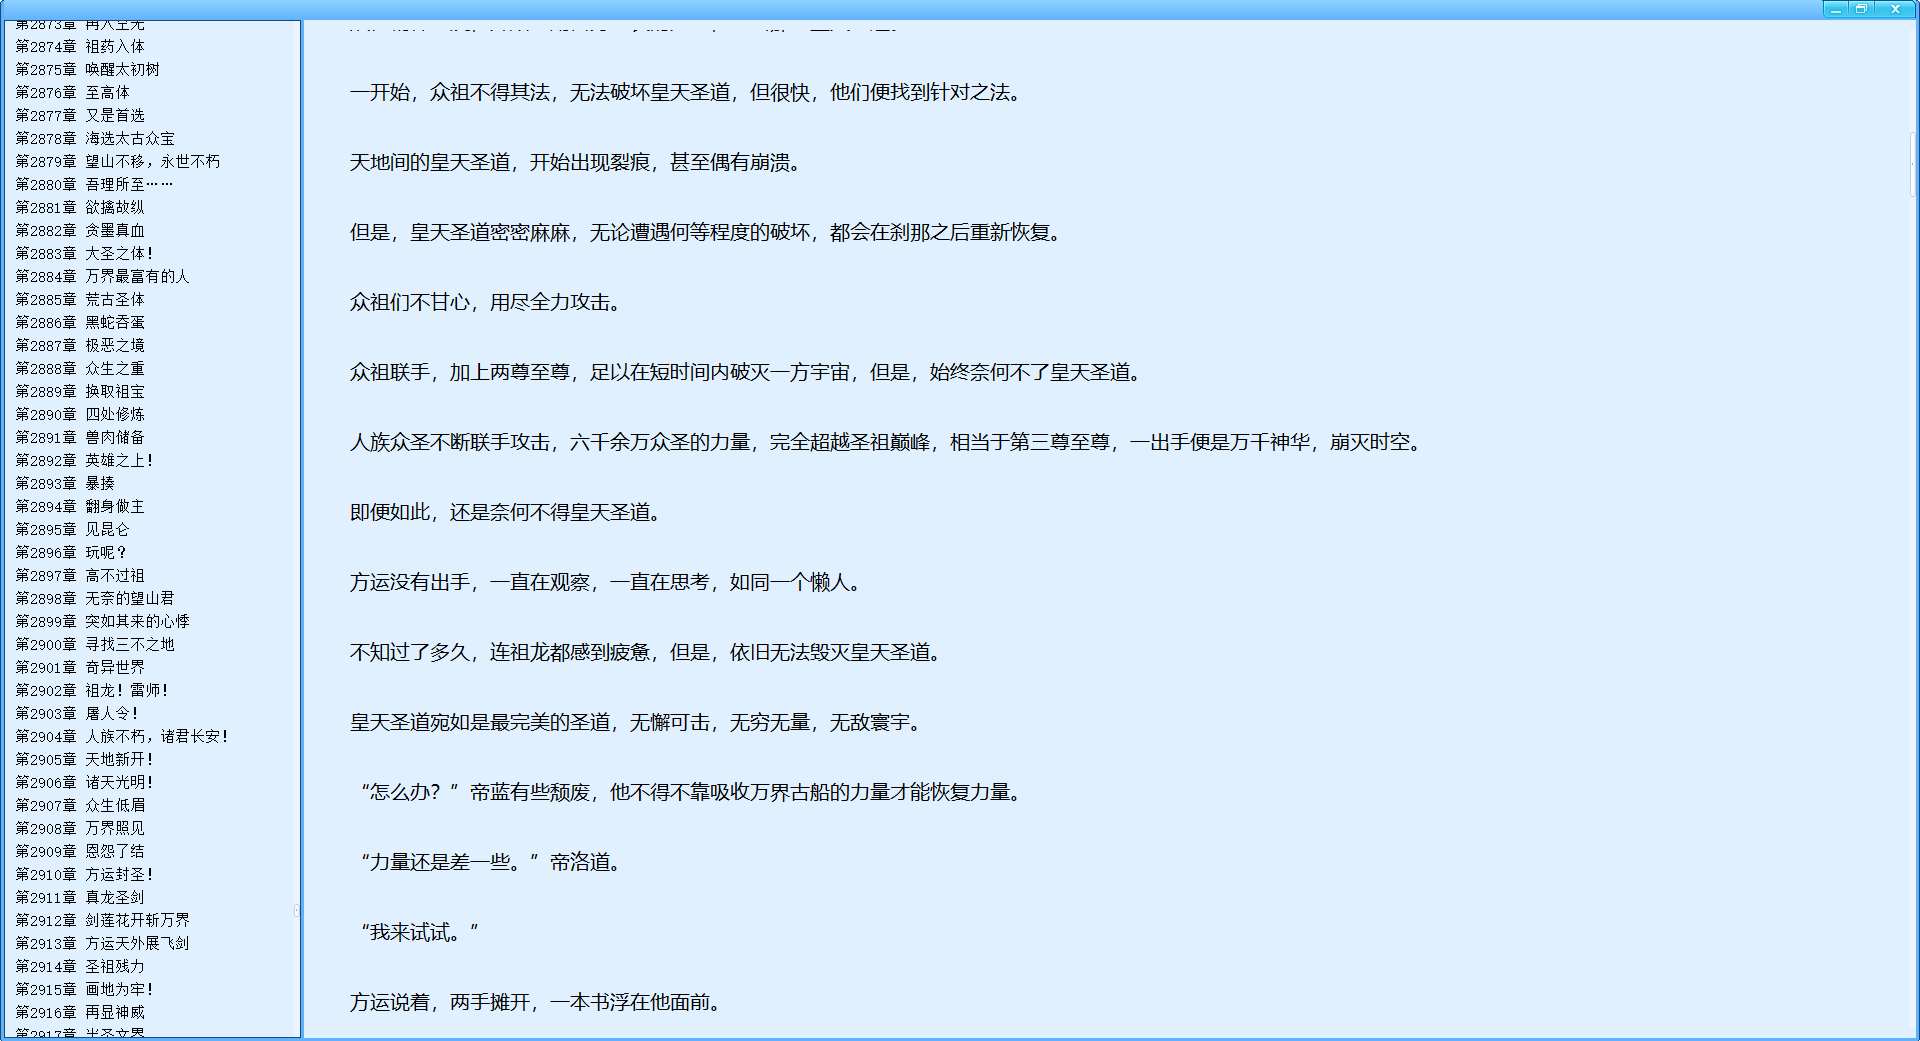 第2873章 再入空无
第2874章 祖药入体
第2875章 唤醒太初树
第2876章 至高体
第2877章 又是首选
第2878章 海选太古众宝
第2879章 望山不移，永世不朽
第2880章 吾理所至……
第2881章 欲擒故纵
第2882章 贪墨真血
第2883章 大圣之体！
第2884章 万界最富有的人
第2885章 荒古圣体
第2886章 黑蛇吞蛋
第2887章 极恶之境
第2888章 众生之重
第2889章 换取祖宝
第2890章 四处修炼
第2891章 兽肉储备
第2892章 英雄之上！
第2893章 暴揍
第2894章 翻身做主
第2895章 见昆仑
第2896章 玩呢？
第2897章 高不过祖
第2898章 无奈的望山君
第2899章 突如其来的心悸
第2900章 寻找三不之地
第2901章 奇异世界
第2902章 祖龙！雷师！
第2903章 屠人令！
第2904章 人族不朽，诸君长安！
第2905章 天地新开！
第2906章 诸天光明！
第2907章 众生低眉
第2908章 万界照见
第2909章 恩怨了结
第2910章 方运封圣！
第2911章 真龙圣剑
第2912章 剑莲花开斩万界
第2913章 方运天外展飞剑
第2914章 圣祖残力
第2915章 画地为牢！
第2916章 再显神威
第2917章 半圣文界
一开始，众祖不得其法，无法破坏皇天圣道，但很快，他们便找到针对之法。
天地间的皇天圣道，开始出现裂痕，甚至偶有崩溃。
但是，皇天圣道密密麻麻，无论遭遇何等程度的破坏，都会在刹那之后重新恢复。
众祖们不甘心，用尽全力攻击。
众祖联手，加上两尊至尊，足以在短时间内破灭一方宇宙，但是，始终奈何不了皇天圣道。
人族众圣不断联手攻击，六千余万众圣的力量，完全超越圣祖巅峰，相当于第三尊至尊，一出手便是万千神华，崩灭时空。
即便如此，还是奈何不得皇天圣道。
方运没有出手，一直在观察，一直在思考，如同一个懒人。
不知过了多久，连祖龙都感到疲惫，但是，依旧无法毁灭皇天圣道。
皇天圣道宛如是最完美的圣道，无懈可击，无穷无量，无敌寰宇。
“怎么办？”帝蓝有些颓废，他不得不靠吸收万界古船的力量才能恢复力量。
“力量还是差一些。”帝洛道。
“我来试试。”
方运说着，两手摊开，一本书浮在他面前。